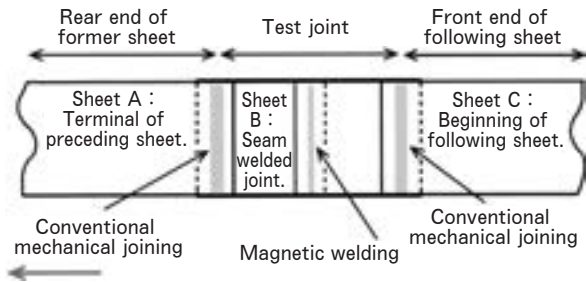 Rear end of
former sheet
Test joint
Front end of
following sheet
Sheet A :
Terminal of
preceding sheet.
Sheet
B :
Seam
welded
joint.
Sheet C :
Beginning of
following sheet.
Conventional
mechanical joining
Magnetic welding
Conventional
mechanical joining